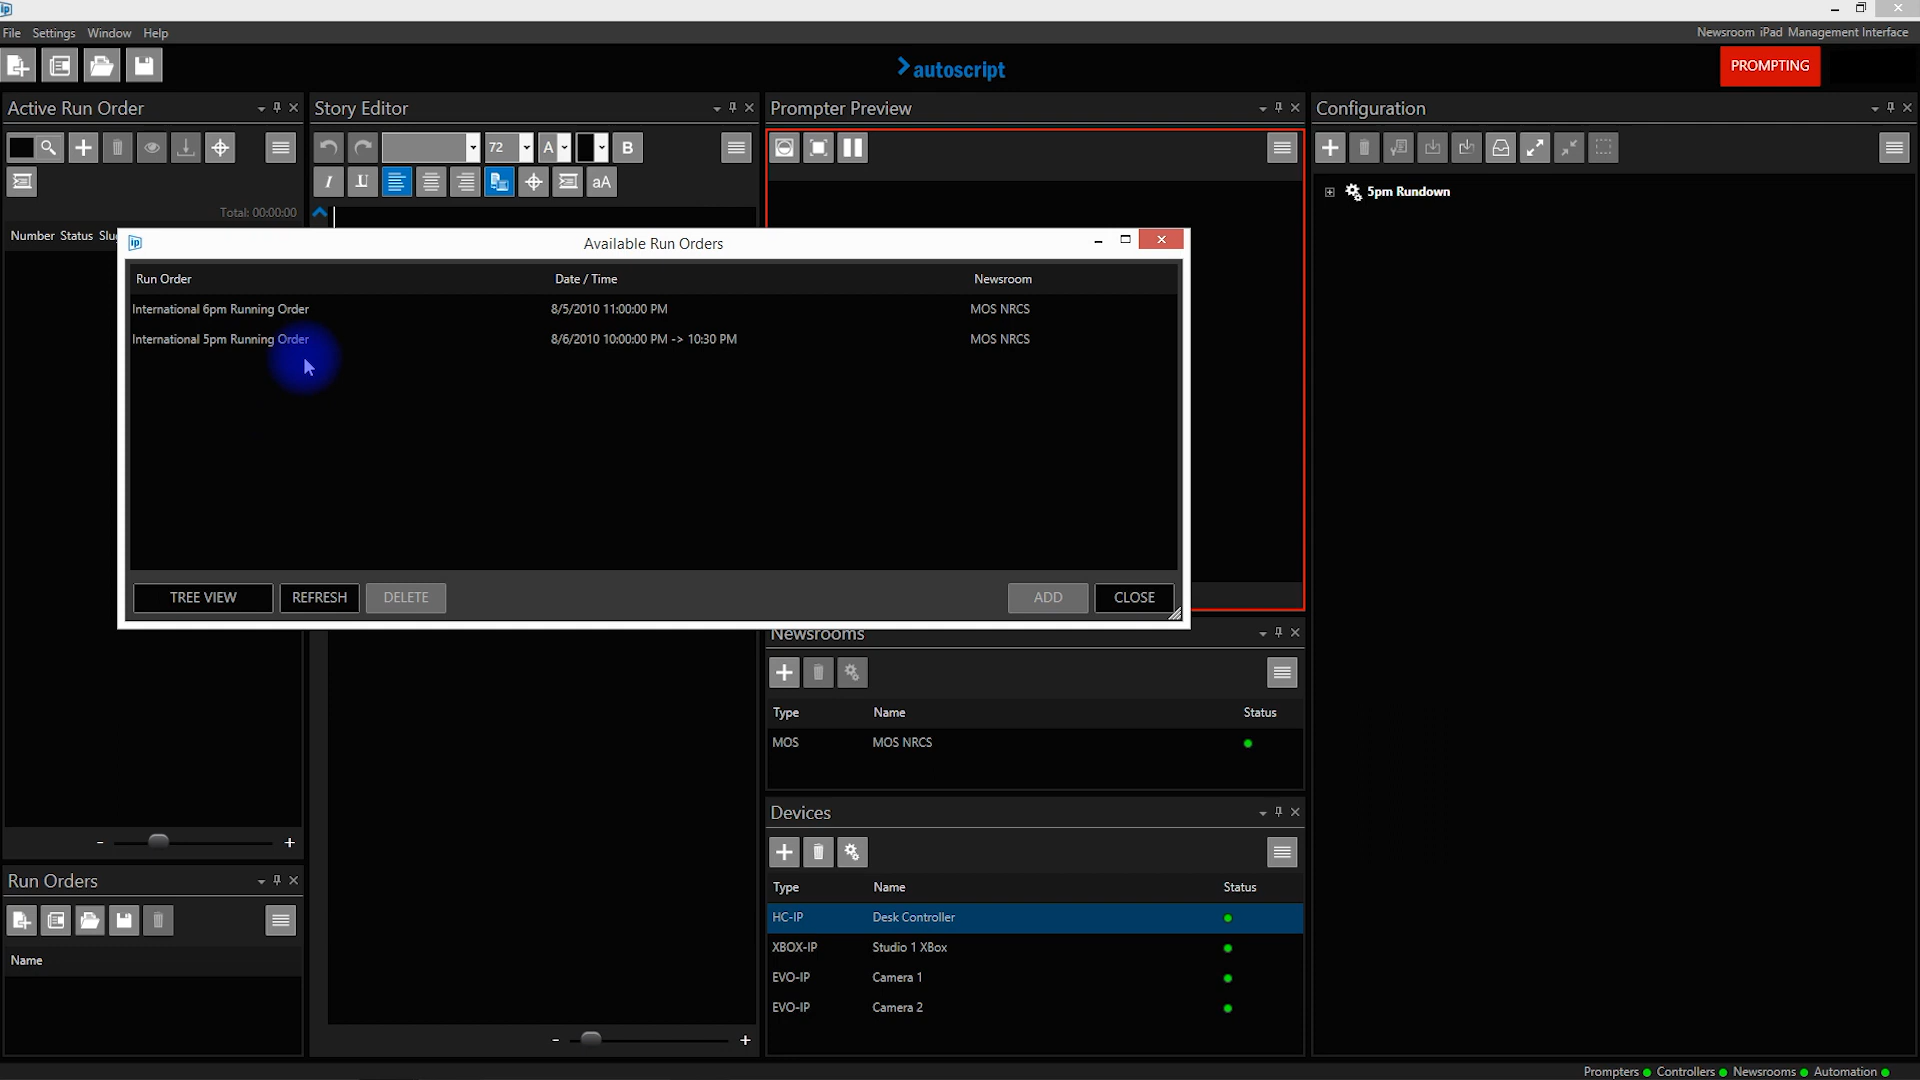 ip
File Settings Window Help
Newsroom iPad Management Interface
autoscript
PROMPTING
Active Run Order
Story Editor
Prompter Preview
Configuration
72
A
B
I
U
aA
Total: 00:00:00
5pm Rundown
Number Status Slug
ip Available Run Orders
Run Order Date / Time Newsroom
International 6pm Running Order 8/5/2010 11:00:00 PM MOS NRCS
International 5pm Running Order 8/6/2010 10:00:00 PM -> 10:30 PM MOS NRCS
TREE VIEW REFRESH DELETE ADD CLOSE
Newsrooms
Type Name Status
MOS MOS NRCS
Devices
Type Name Status
HC-IP Desk Controller
XBOX-IP Studio 1 XBox
EVO-IP Camera 1
EVO-IP Camera 2
Run Orders
Name
Prompters Controllers Newsrooms Automation